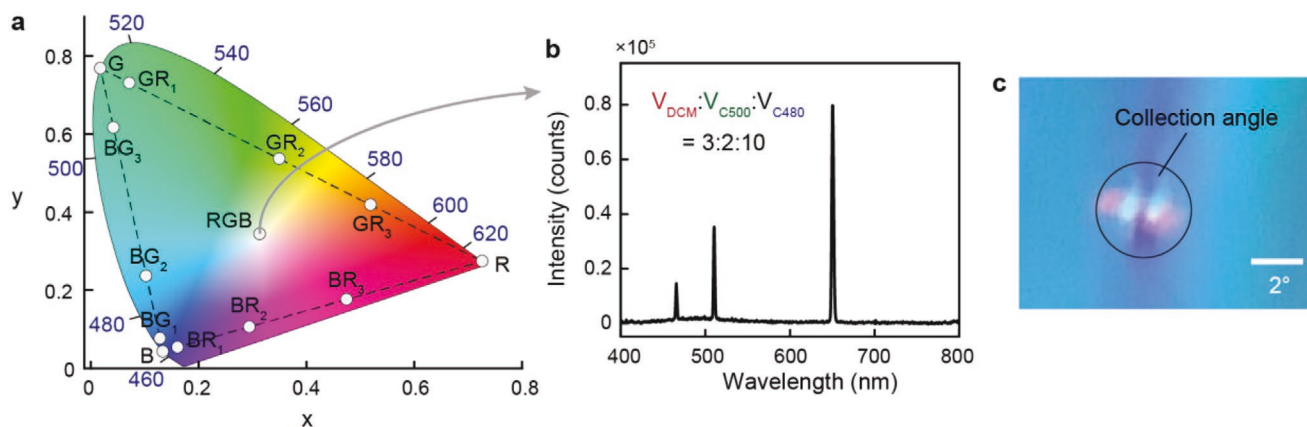 a
520
540
560
580
600
620
500
480
460
G
GR1
GR2
GR3
R
BG3
BG2
BG1
B
BR1
BR2
BR3
RGB
0.8
0.6
0.4
0.2
0
y
0
0.2
0.4
0.6
0.8
x
b
×10⁵
VDCM:VC500:VC480
= 3:2:10
0.8
0.6
0.4
0.2
0
Intensity (counts)
400
500
600
700
800
Wavelength (nm)
c
Collection angle
2°